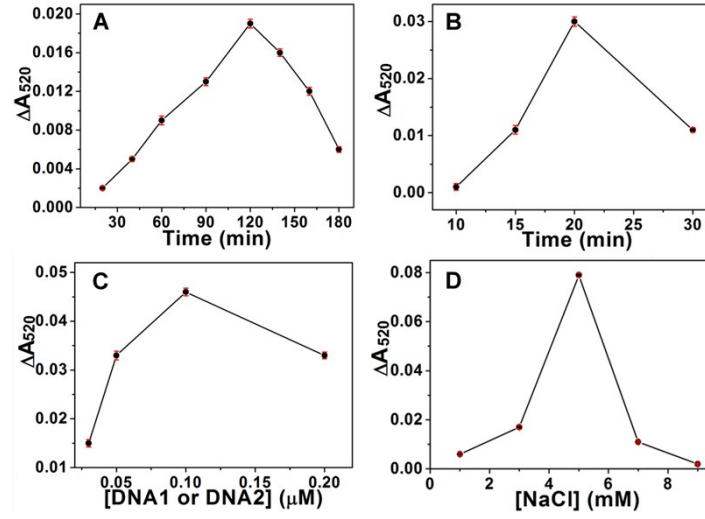 A
ΔA520
0.020
0.016
0.012
0.008
0.004
0.000
30 60 90 120 150 180
Time (min)
B
ΔA520
0.03
0.02
0.01
0.00
10 15 20 25 30
Time (min)
C
ΔA520
0.05
0.04
0.03
0.02
0.01
0.05 0.10 0.15 0.20
[DNA1 or DNA2] (μM)
D
ΔA520
0.08
0.06
0.04
0.02
0.00
0 2 4 6 8
[NaCl] (mM)